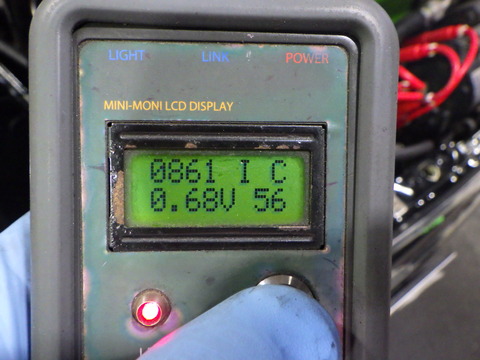 LIGHT LINK POWER
MINI-MONI LCD DISPLAY
0861 I C
0.68V 56